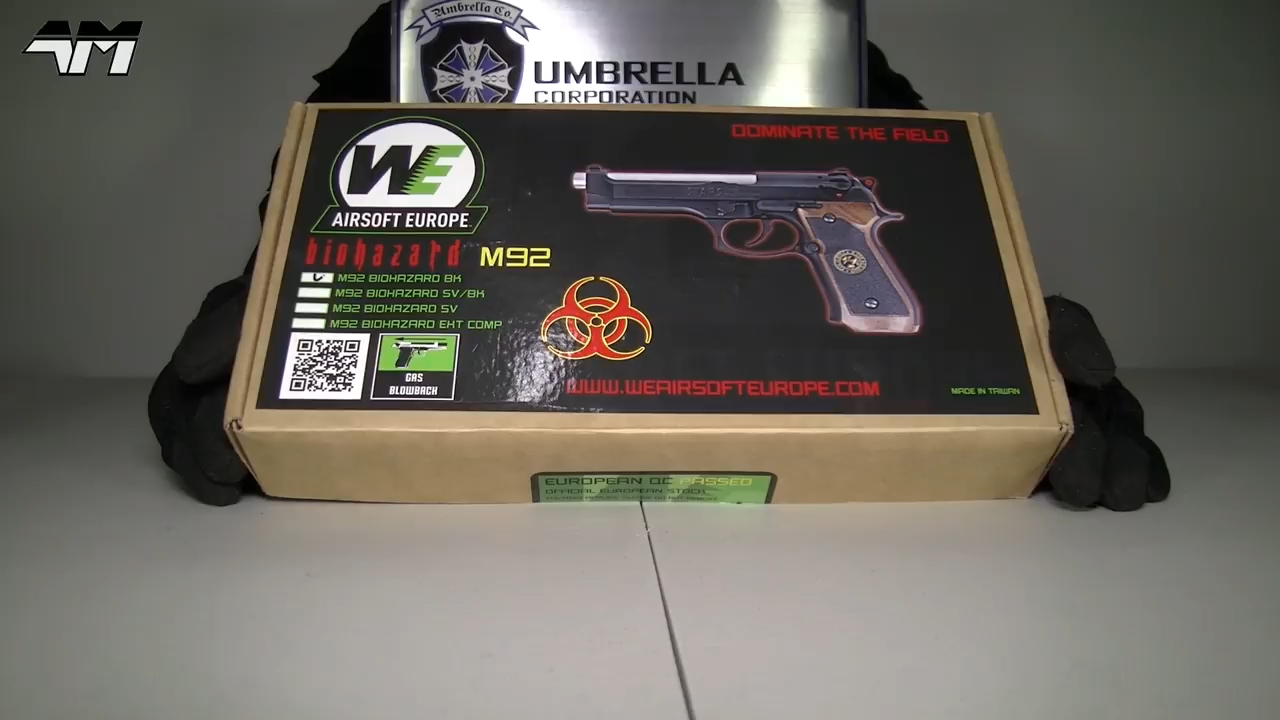 AM
Umbrella Co.
UMBRELLA
CORPORATION
DOMINATE THE FIELD
WE
AIRSOFT EUROPE
biohazard M92
M92 BIOHAZARD BK
M92 BIOHAZARD SV/BK
M92 BIOHAZARD SV
M92 BIOHAZARD EXT COMP
GAS
BLOWBACK
WWW.WEAIRSOFTEUROPE.COM
MADE IN TAIWAN
EUROPEAN QC PASSED
OFFICIAL EUROPEAN STOCK